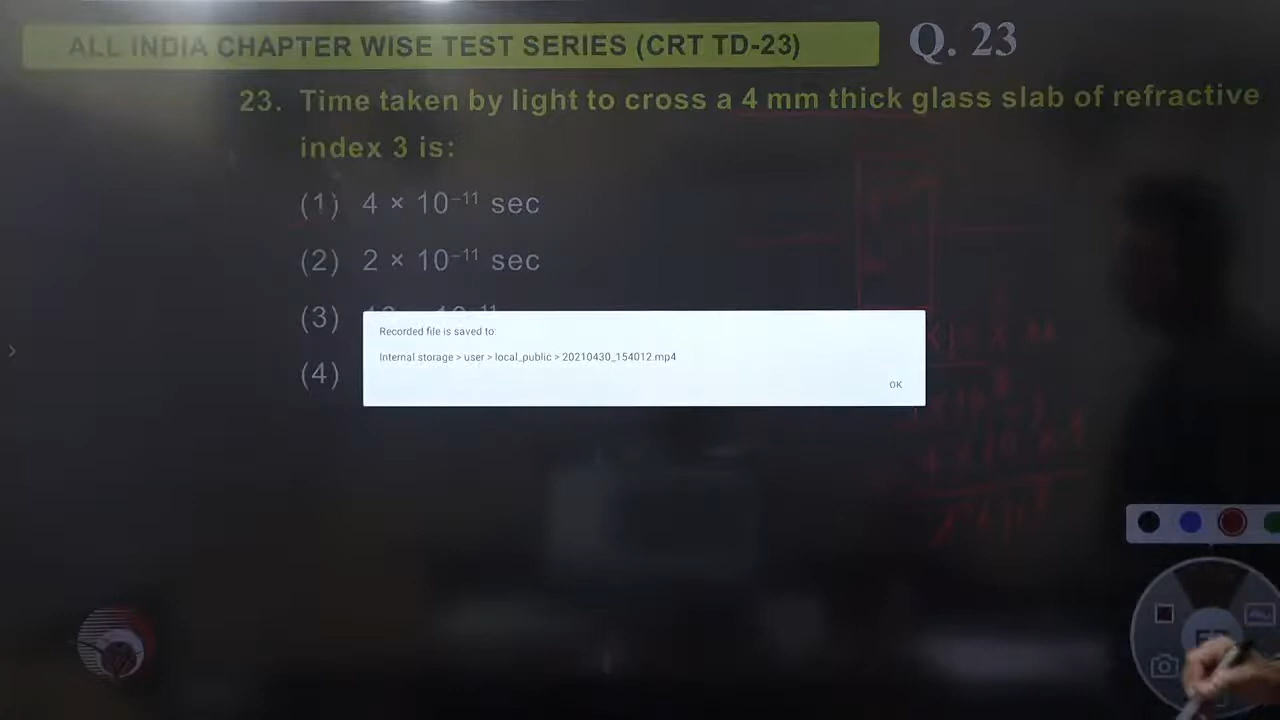 ALL INDIA CHAPTER WISE TEST SERIES (CRT TD-23)
Q. 23
23. Time taken by light to cross a 4 mm thick glass slab of refractive
index 3 is:
(1) 4 × 10⁻¹¹ sec
(2) 2 × 10⁻¹¹ sec
(3)
(4)
Recorded file is saved to:
Internal storage > user > local_public > 20210430_154012.mp4
OK